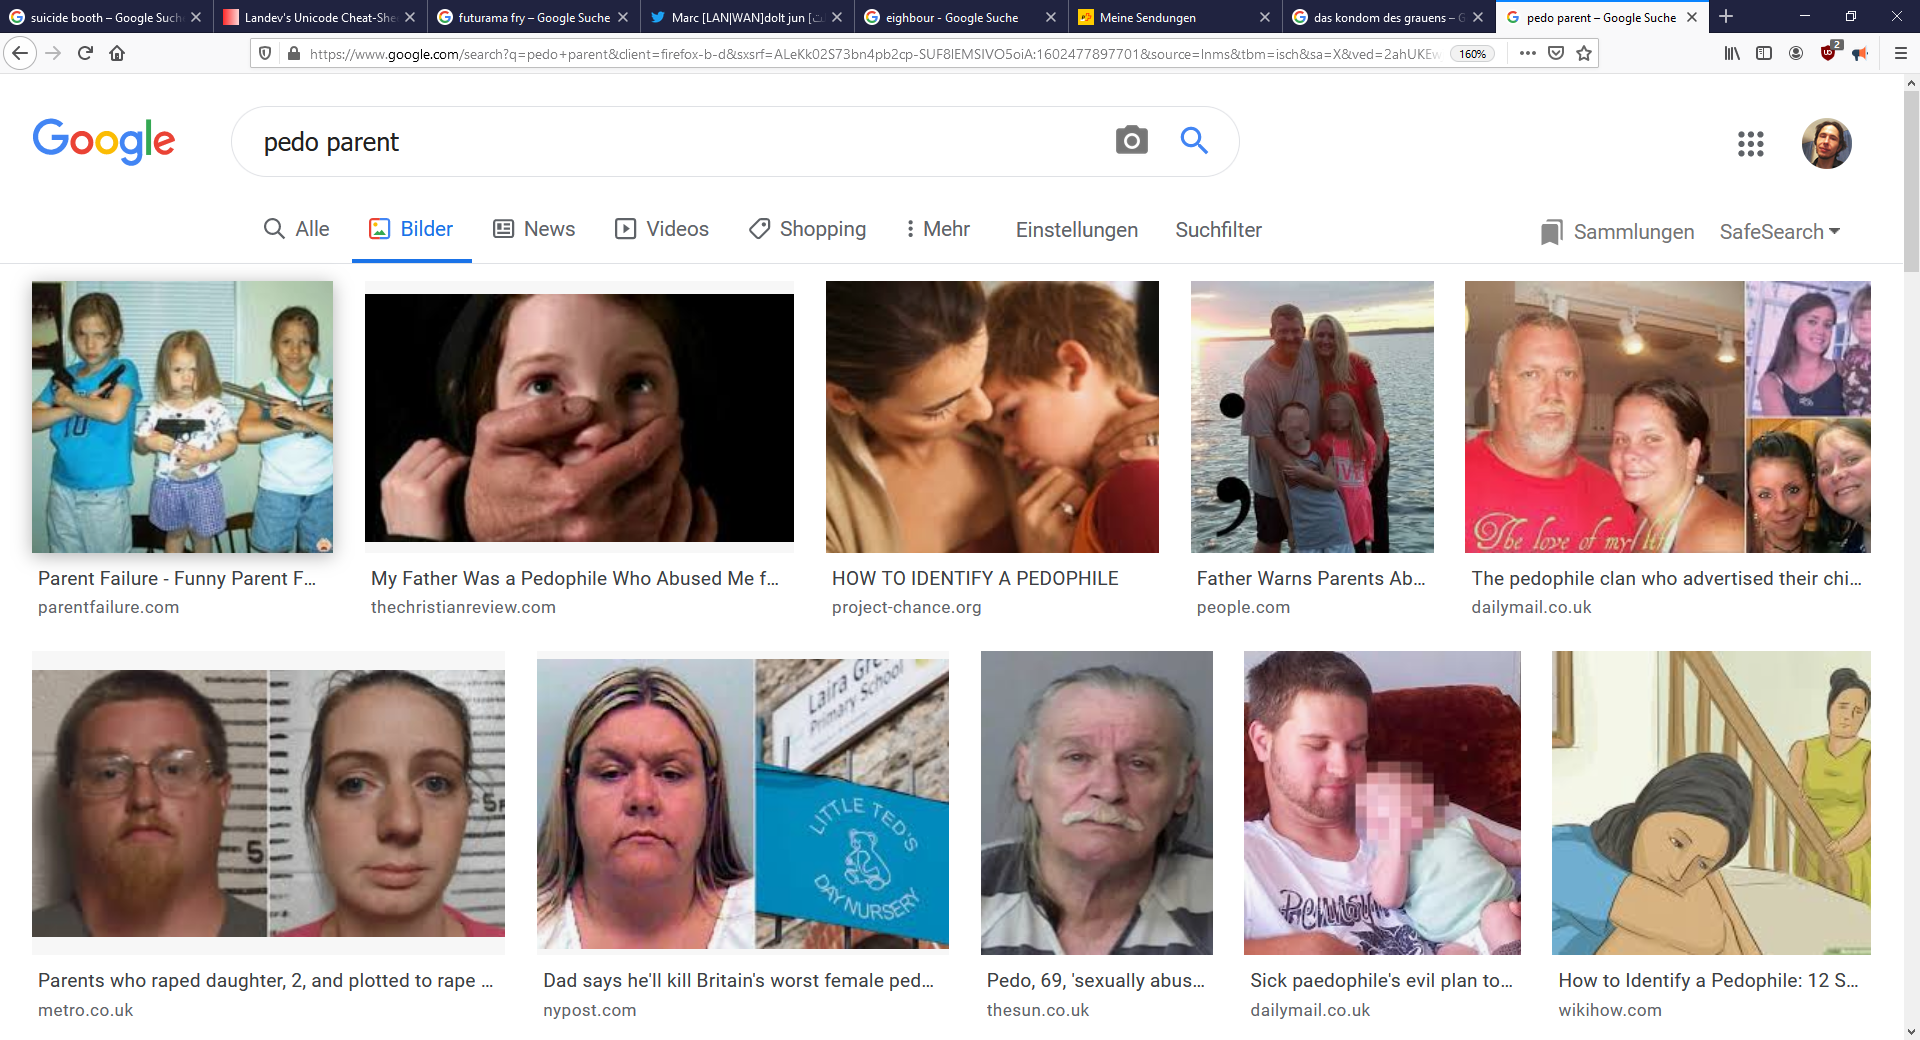 suicide booth – Google Such
Landev's Unicode Cheat-She
futurama fry – Google Suche
Marc [LAN|WAN]dolt jun
eighbour - Google Suche
Meine Sendungen
das kondom des grauens – G
pedo parent – Google Suche
https://www.google.com/search?q=pedo+parent&client=firefox-b-d&sxsrf=ALeKk02S73bn4pb2cp-SUF8IEMSIVO5oiA:1602477897701&source=lnms&tbm=isch&sa=X&ved=2ahUKEw
160%
2
Google
pedo parent
Alle
Bilder
News
Videos
Shopping
Mehr
Einstellungen
Suchfilter
Sammlungen
SafeSearch
10
LIVE
The love of my life
Parent Failure - Funny Parent F...
parentfailure.com
My Father Was a Pedophile Who Abused Me f...
thechristianreview.com
HOW TO IDENTIFY A PEDOPHILE
project-chance.org
Father Warns Parents Ab...
people.com
The pedophile clan who advertised their chi...
dailymail.co.uk
5
5
Laira Gre
Primary School
LITTLE TED'S
DAY NURSERY
Parents who raped daughter, 2, and plotted to rape ...
metro.co.uk
Dad says he'll kill Britain's worst female ped...
nypost.com
Pedo, 69, 'sexually abus...
thesun.co.uk
Sick paedophile's evil plan to...
dailymail.co.uk
How to Identify a Pedophile: 12 S...
wikihow.com